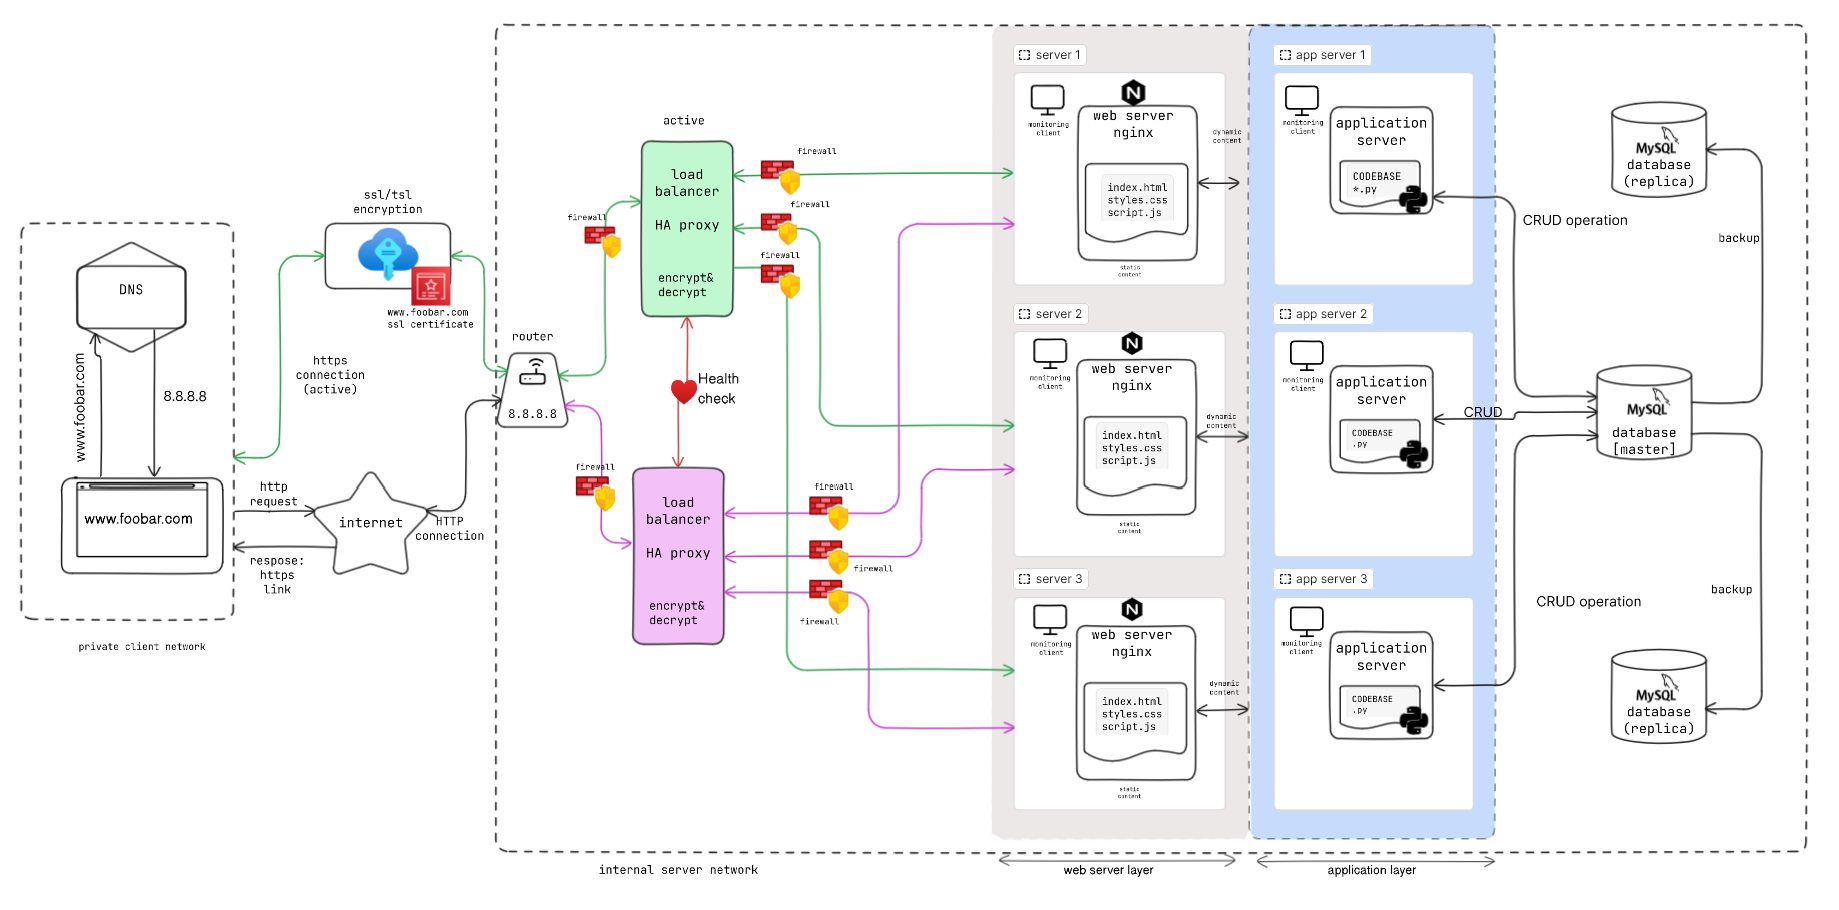 DNS
www.foobar.com
8.8.8.8
www.foobar.com
private client network
ssl/tsl
encryption
www.foobar.com
ssl certificate
https
connection
(active)
http
request
internet
respose:
https
link
HTTP
connection
router
8.8.8.8
active
load
balancer
HA proxy
encrypt&
decrypt
firewall
firewall
firewall
firewall
Health
check
firewall
load
balancer
HA proxy
encrypt&
decrypt
firewall
firewall
firewall
internal server network
server 1
monitoring
client
web server
nginx
index.html
styles.css
script.js
static
content
dynamic
content
server 2
monitoring
client
web server
nginx
index.html
styles.css
script.js
static
content
dynamic
content
server 3
monitoring
client
web server
nginx
index.html
styles.css
script.js
static
content
dynamic
content
web server layer
app server 1
monitoring
client
application
server
CODEBASE
*.py
app server 2
monitoring
client
application
server
CODEBASE
.py
app server 3
monitoring
client
application
server
CODEBASE
.py
application layer
CRUD operation
CRUD
CRUD operation
MySQL
database
(replica)
backup
MySQL
database
[master]
backup
MySQL
database
(replica)